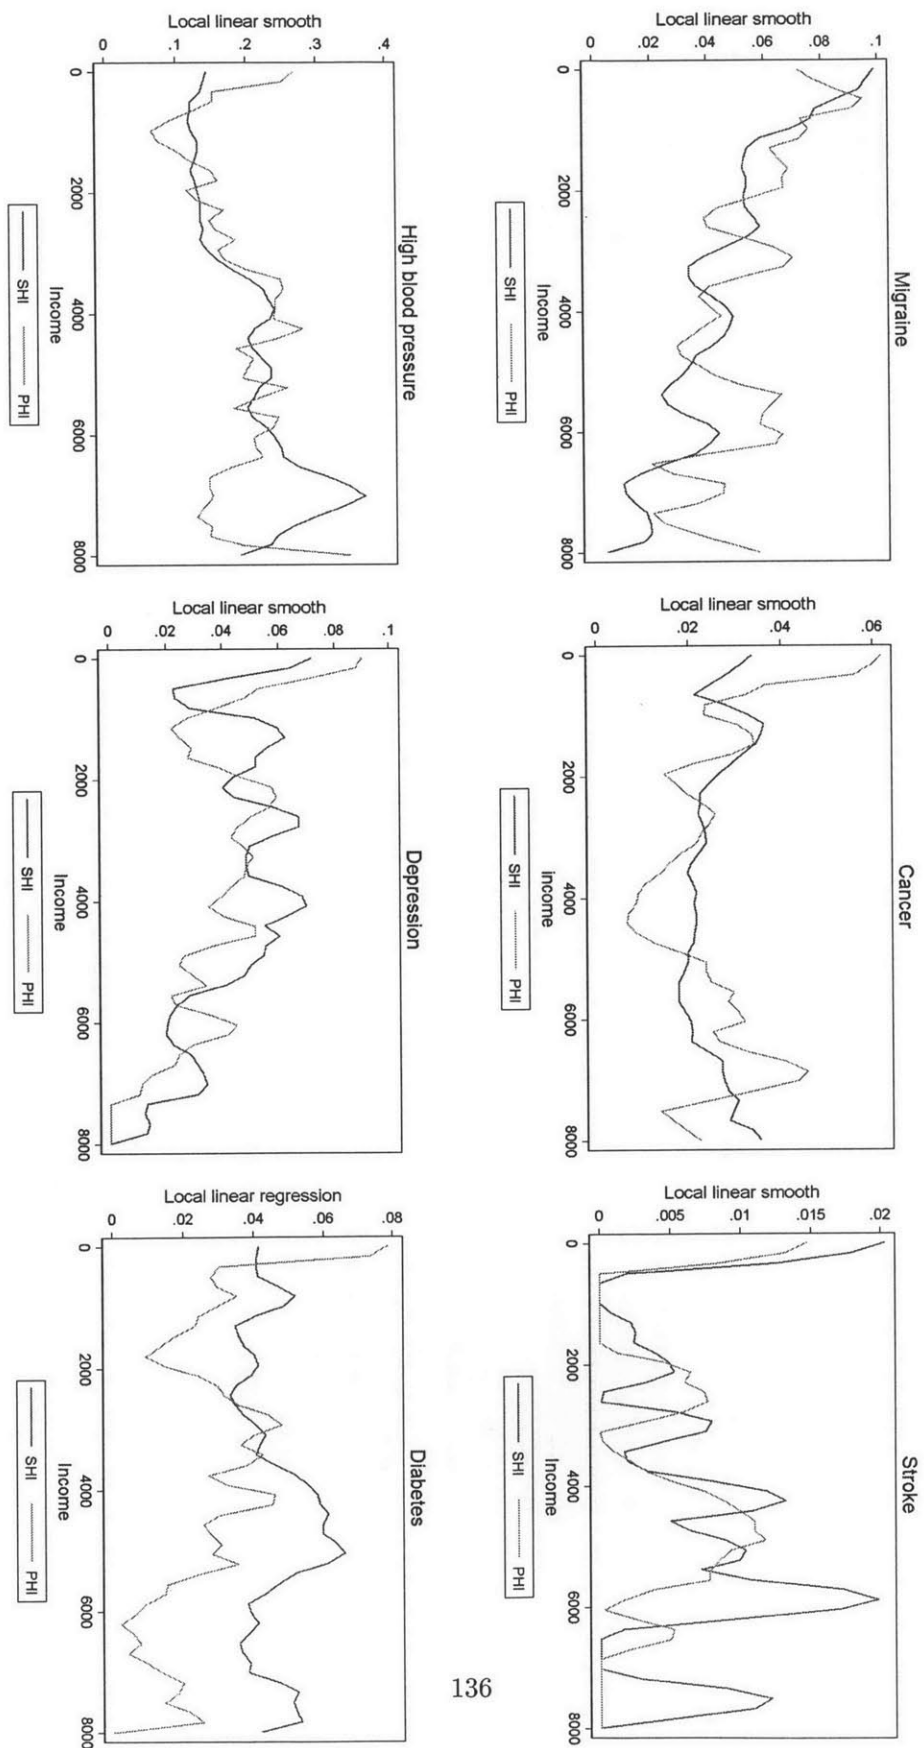 Migraine
Local linear smooth
0 .02 .04 .06 .08 .1
0 2000 4000 6000 8000
Income
SHI PHI
Cancer
Local linear smooth
0 .02 .04 .06
0 2000 4000 6000 8000
income
SHI PHI
Stroke
Local linear smooth
0 .005 .01 .015 .02
0 2000 4000 6000 8000
Income
SHI PHI
High blood pressure
Local linear smooth
0 .1 .2 .3 .4
0 2000 4000 6000 8000
Income
SHI PHI
Depression
Local linear smooth
0 .02 .04 .06 .08 .1
0 2000 4000 6000 8000
Income
SHI PHI
Diabetes
Local linear regression
0 .02 .04 .06 .08
0 2000 4000 6000 8000
Income
SHI PHI
136